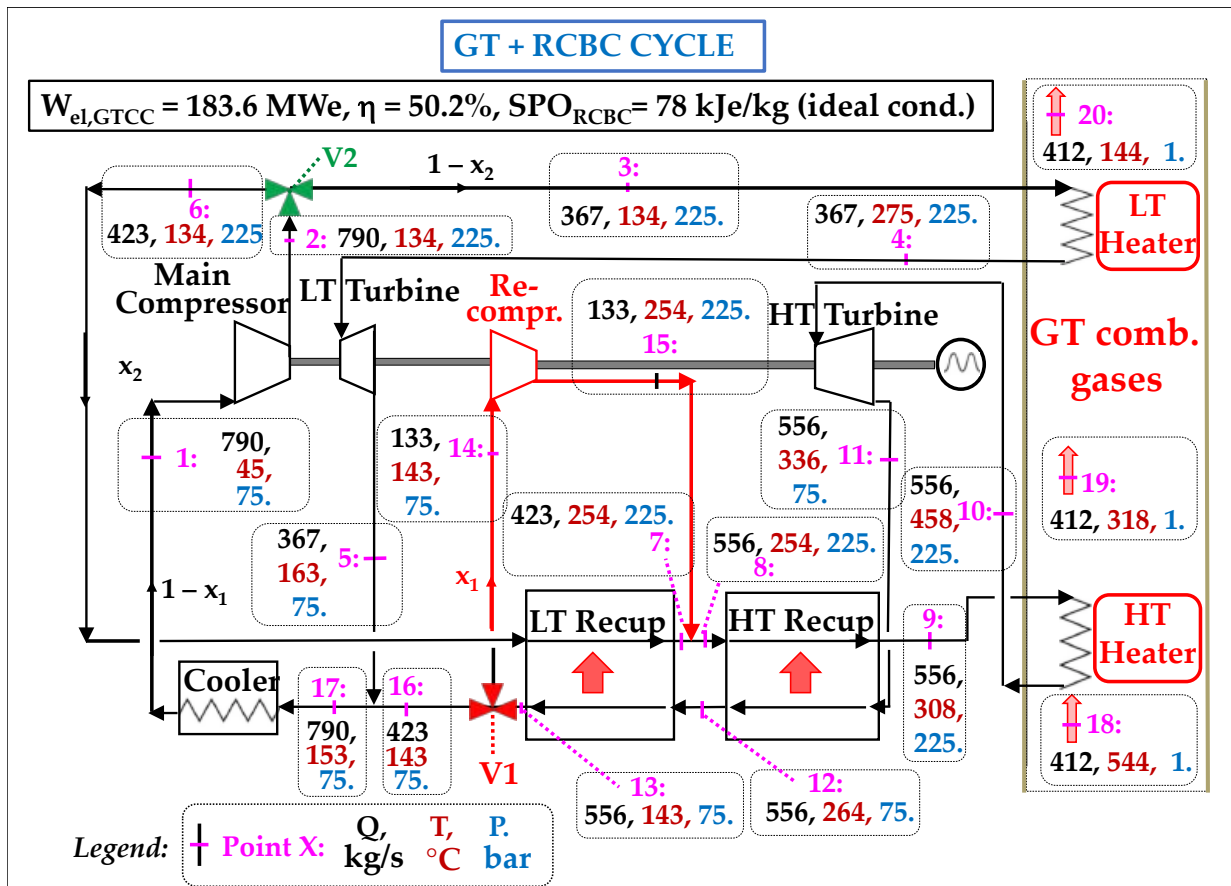 GT + RCBC CYCLE
W_el,GTCC = 183.6 MWe, η = 50.2%, SPO_RCBC= 78 kJe/kg (ideal cond.)
20:
412, 144, 1.
V2
1 – x₂
3:
367, 134, 225.
6:
423, 134, 225
2: 790, 134, 225.
367, 275, 225.
4:
LT
Heater
Main
Compressor
LT Turbine
Re-
compr.
133, 254, 225.
15:
HT Turbine
GT comb.
gases
x₂
1: 790,
45,
75.
133,
143,
75.
14:
556,
336,
75.
11:
556,
458,
225.
10:
19:
412, 318, 1.
423, 254, 225.
7:
556, 254, 225.
8:
367,
163,
75.
5:
1 – x₁
x₁
LT Recup
HT Recup
9:
556,
308,
225.
HT
Heater
Cooler
17:
790,
153,
75.
16:
423
143
75.
V1
18:
412, 544, 1.
13:
556, 143, 75.
12:
556, 264, 75.
Legend:
Point X:
Q, T, P.
kg/s °C bar